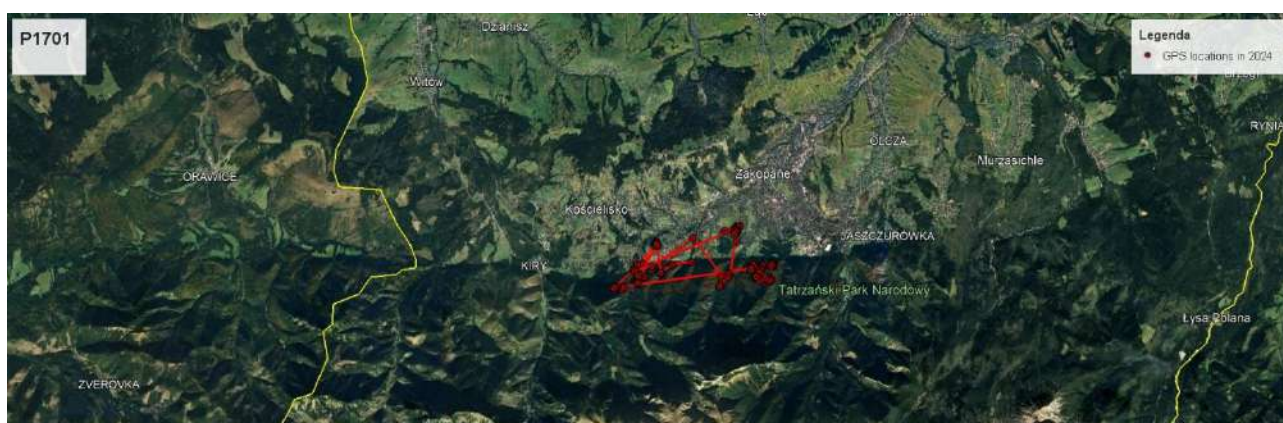 P1701
Legenda
GPS locations in 2024
Dzianisz
Witów
RYNIA
OLCZA
Murzasichle
ORAWICE
Zakopane
Kościelisko
JASZCZURÓWKA
KIRY
Tatrzański Park Narodowy
Łysa Polana
ZVEROVKA